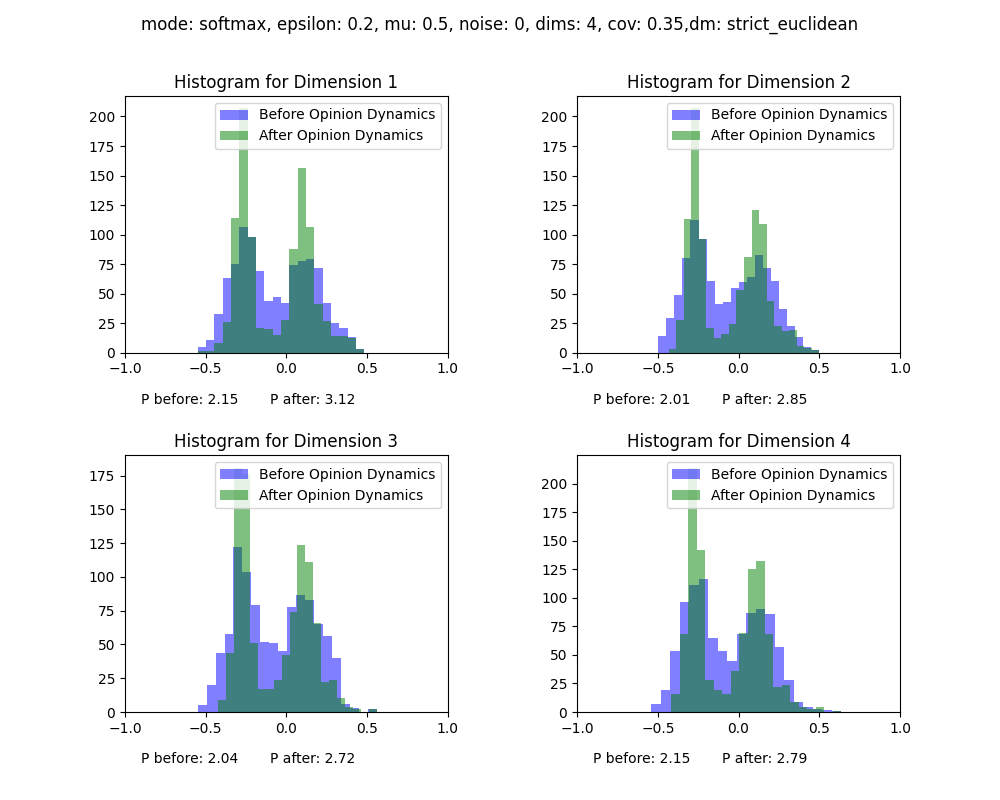 mode: softmax, epsilon: 0.2, mu: 0.5, noise: 0, dims: 4, cov: 0.35,dm: strict_euclidean
Histogram for Dimension 1
Before Opinion Dynamics
After Opinion Dynamics
200
175
150
125
100
75
50
25
0
−1.0 −0.5 0.0 0.5 1.0
P before: 2.15 P after: 3.12
Histogram for Dimension 2
Before Opinion Dynamics
After Opinion Dynamics
200
175
150
125
100
75
50
25
0
−1.0 −0.5 0.0 0.5 1.0
P before: 2.01 P after: 2.85
Histogram for Dimension 3
Before Opinion Dynamics
After Opinion Dynamics
175
150
125
100
75
50
25
0
−1.0 −0.5 0.0 0.5 1.0
P before: 2.04 P after: 2.72
Histogram for Dimension 4
Before Opinion Dynamics
After Opinion Dynamics
200
175
150
125
100
75
50
25
0
−1.0 −0.5 0.0 0.5 1.0
P before: 2.15 P after: 2.79